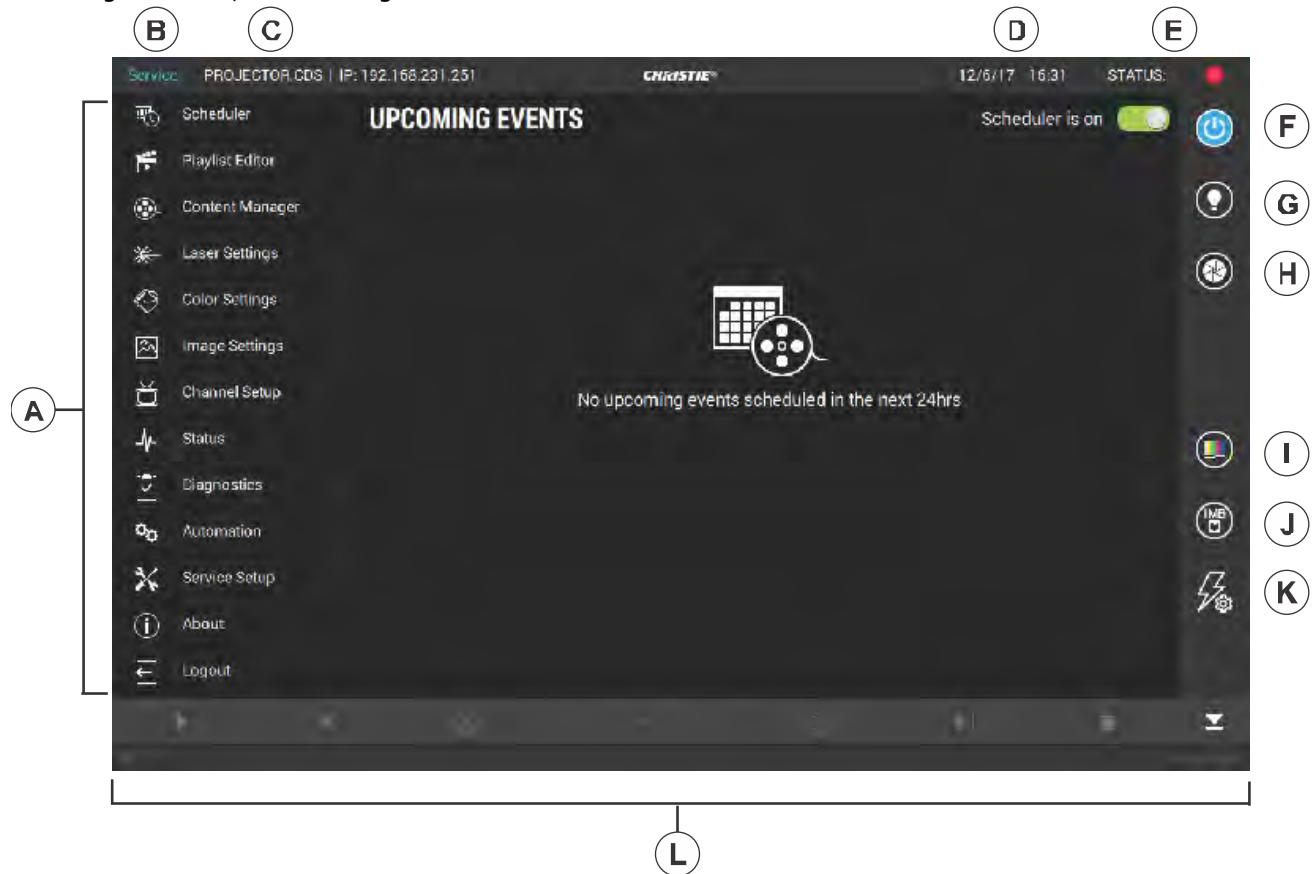 B C D E
Service PROJECTOR.CDS | IP: 192.168.231.251 CHRISTIE® 12/6/17 16:31 STATUS:
Scheduler
UPCOMING EVENTS
Scheduler is on
F
Playlist Editor
Content Manager
G
Laser Settings
H
Color Settings
Image Settings
Channel Setup
No upcoming events scheduled in the next 24hrs
A
Status
I
Diagnostics
Automation
IMB
J
Service Setup
K
About
Logout
L